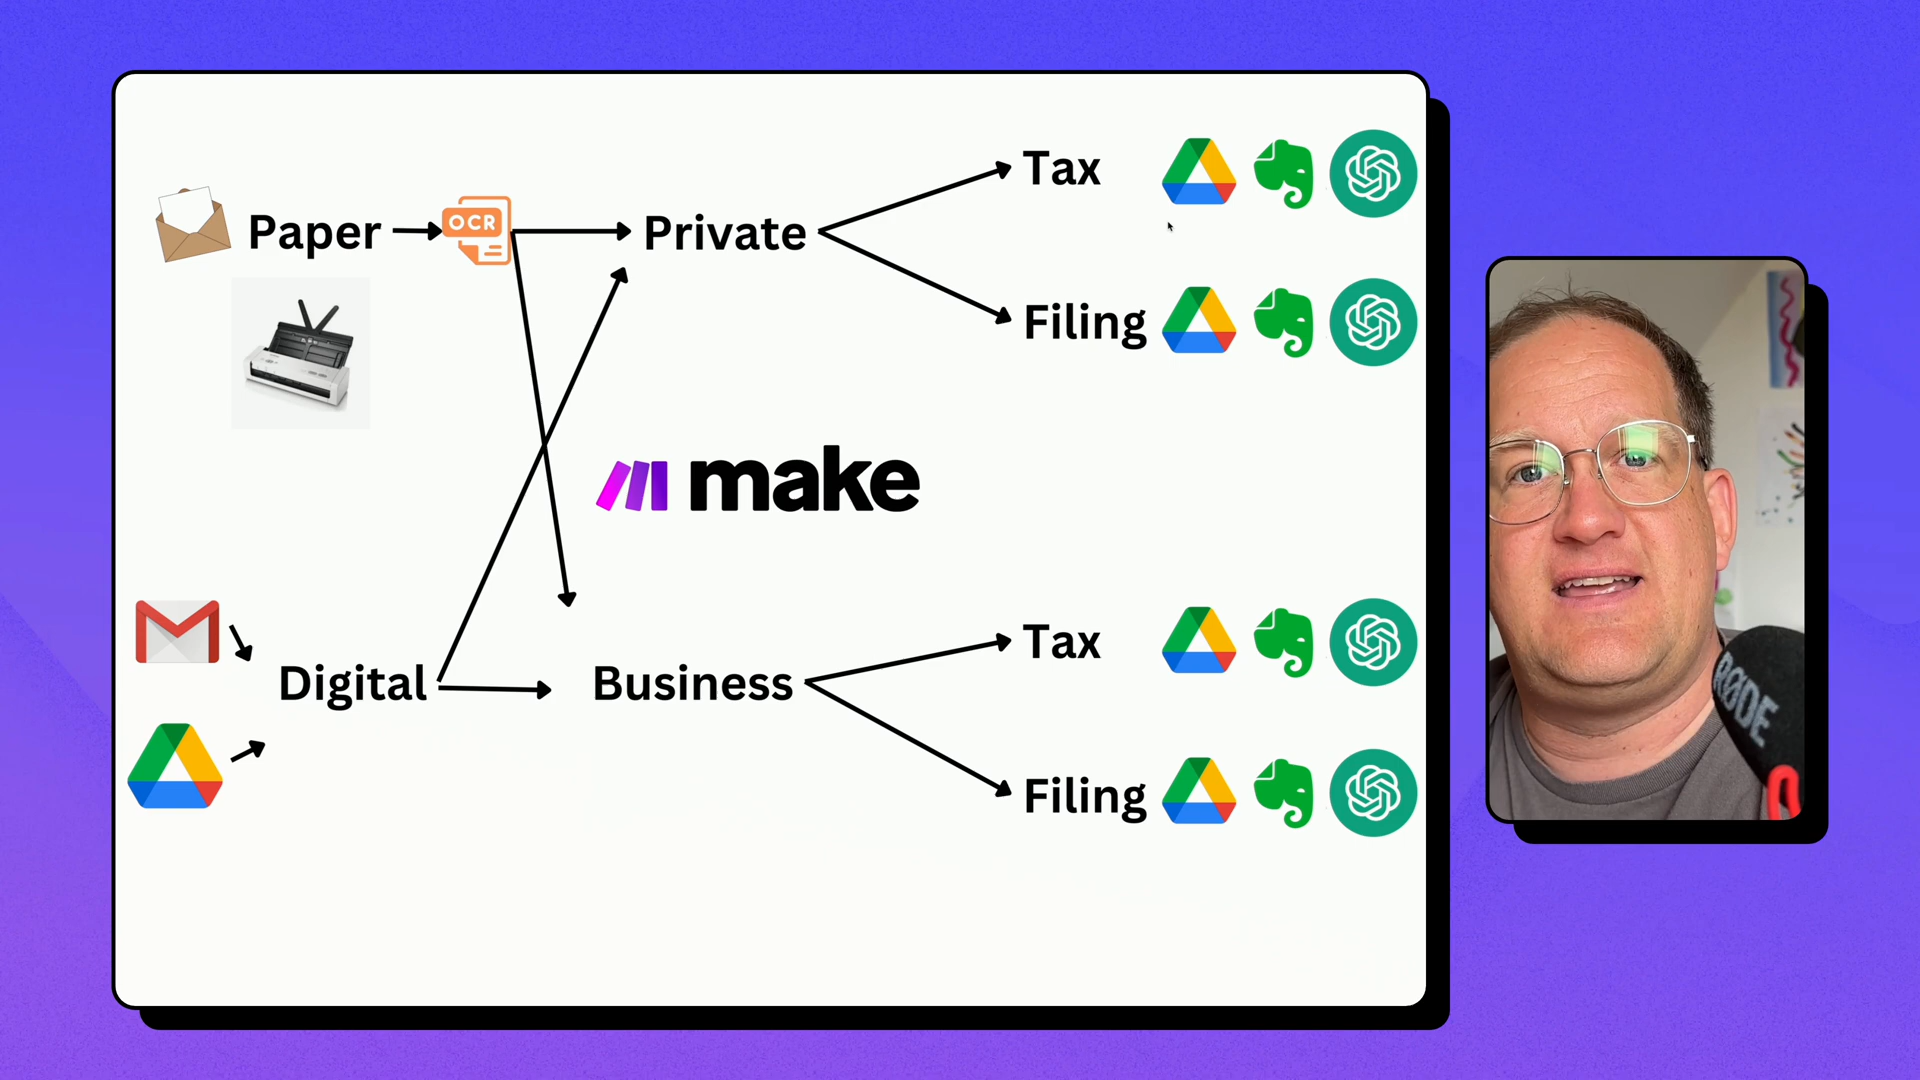 Paper
OCR
Private
Tax
Filing
make
Digital
Business
Tax
Filing
RØDE